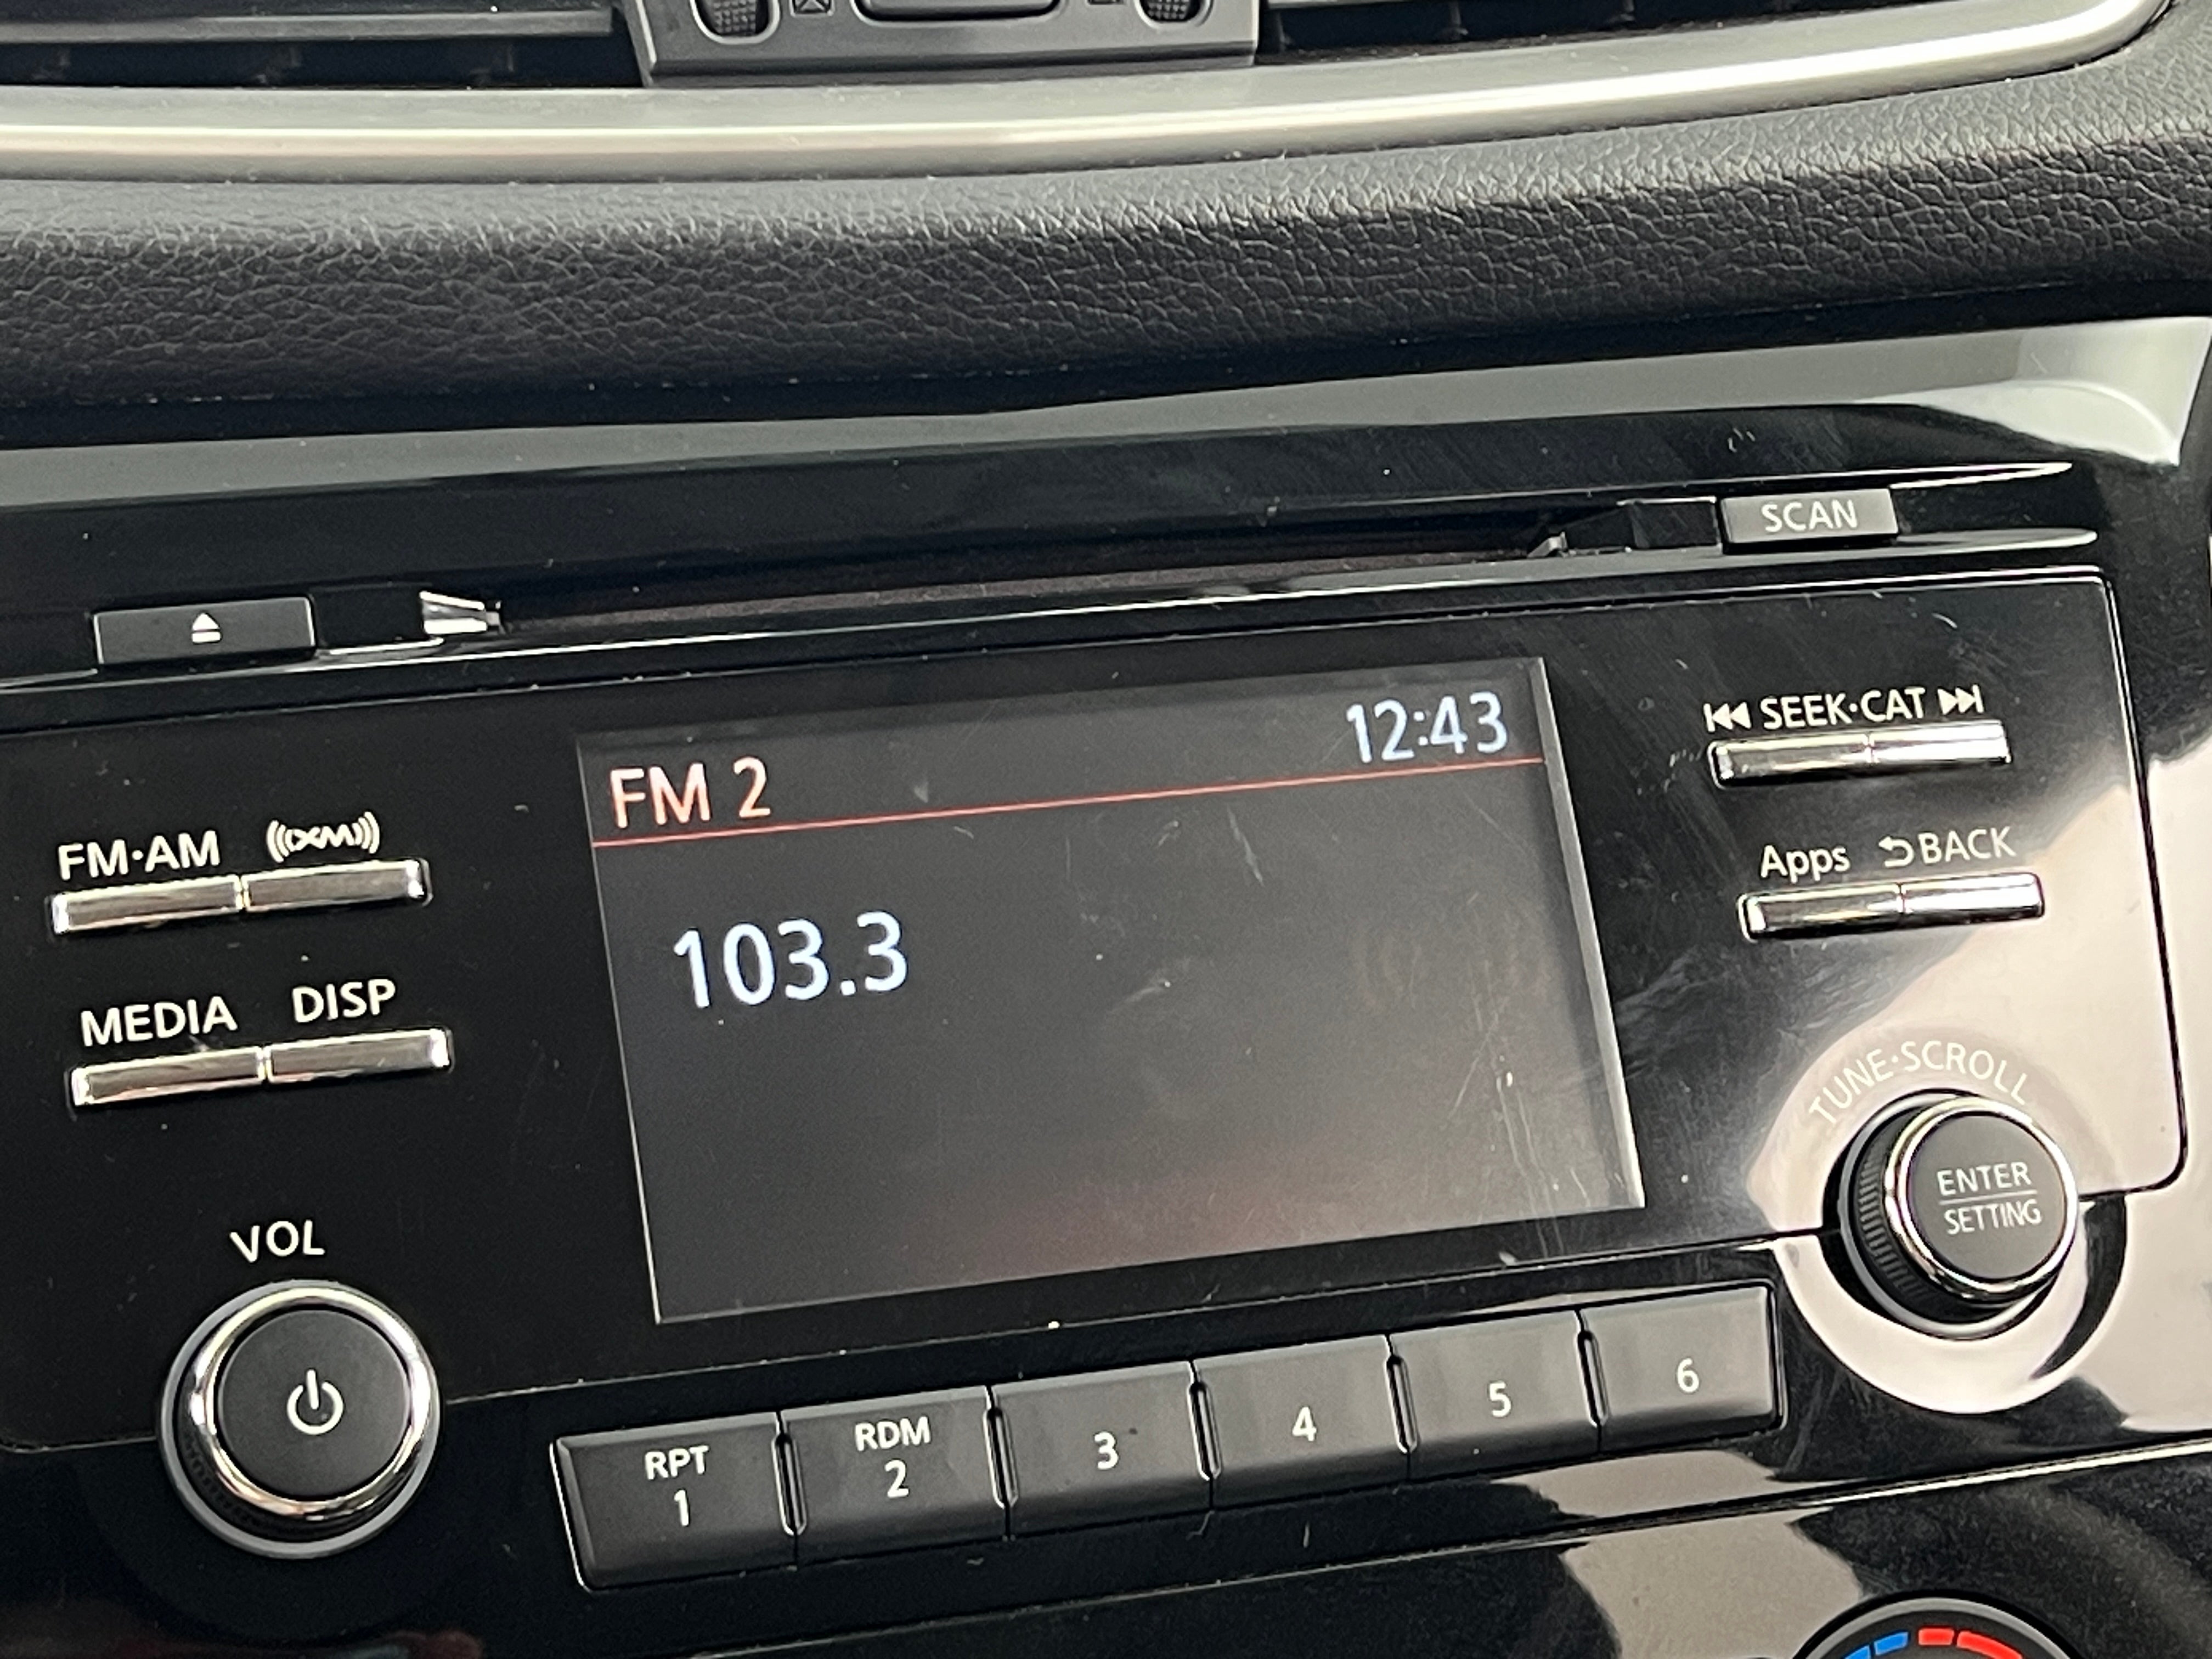 SCAN
SEEK·CAT
12:43
FM 2
FM·AM
XM
Apps
BACK
103.3
MEDIA
DISP
TUNE·SCROLL
ENTER
SETTING
VOL
RPT
1
RDM
2
3
4
5
6